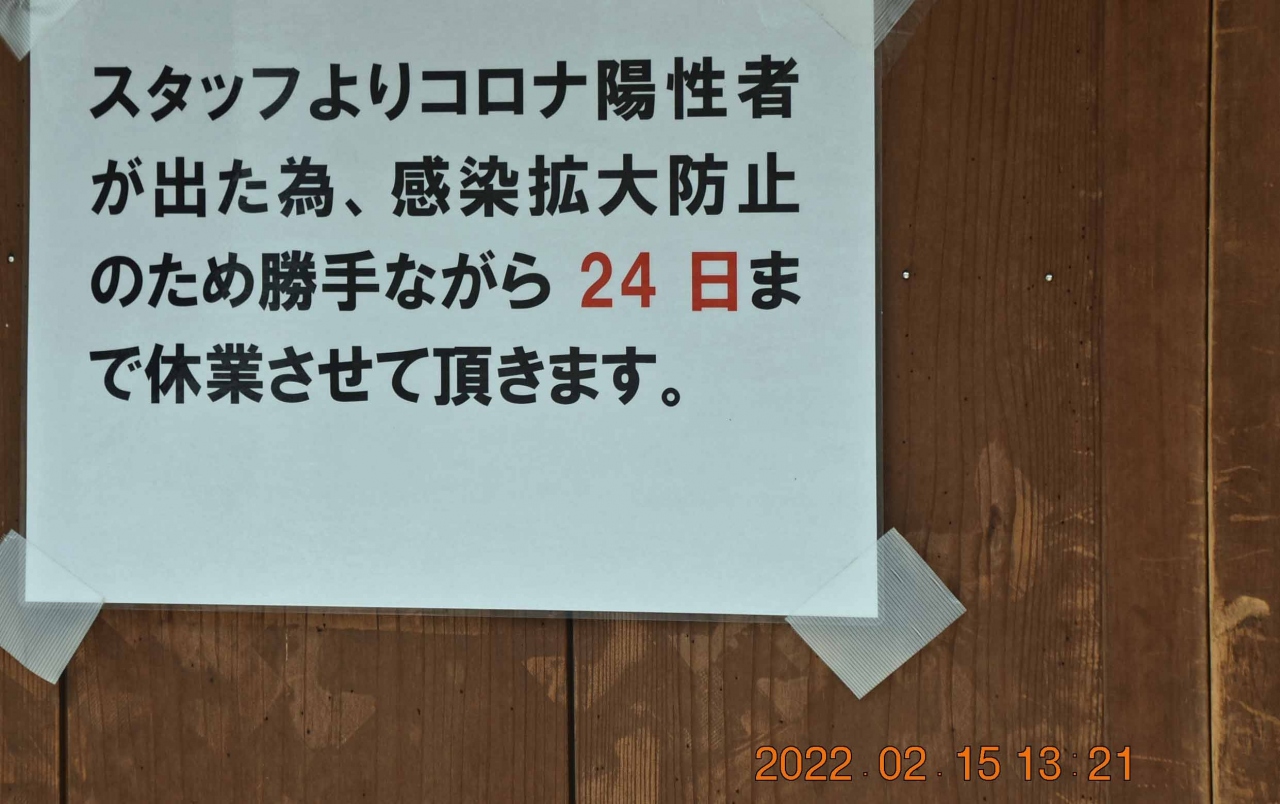 スタッフよりコロナ陽性者
が出た為、感染拡大防止
のため勝手ながら 24 日ま
で休業させて頂きます。
2022.02.15 13:21